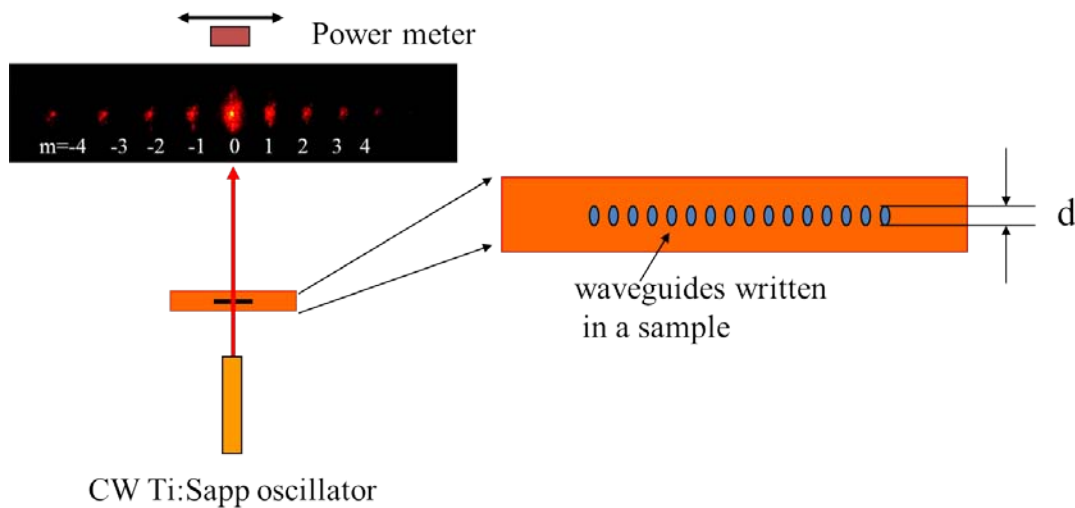 Power meter
m=-4 -3 -2 -1 0 1 2 3 4
d
waveguides written
in a sample
CW Ti:Sapp oscillator